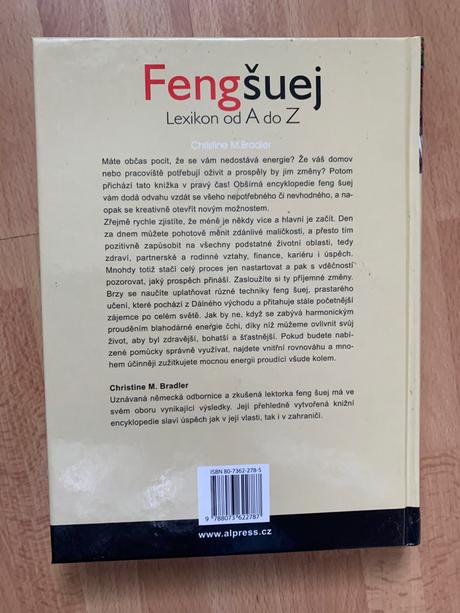 Fengšuej
Lexikon od A do Z
Christine M.Bradler
Máte občas pocit, že se vám nedostává energie? Že váš domov
nebo pracoviště potřebují oživit a prospěly by jim změny? Potom
přichází tato knížka v pravý čas! Obšírná encyklopedie feng šuej
vám dodá odvahu vzdát se všeho nepotřebného či nevhodného, a na-
opak se kreativně otevřít novým možnostem.
Zřejmě rychle zjistíte, že méně je někdy více a hlavní je začít. Den
za dnem můžete pohotově měnit zdánlivé maličkosti, a přesto tím
pozitivně zapůsobit na všechny podstatné životní oblasti, tedy
zdraví, partnerské a rodinné vztahy, finance, kariéru i úspěch.
Mnohdy totiž stačí celý proces jen nastartovat a pak s vděčností
pozorovat, jaký prospěch přináší. Zasloužíte si ty příjemné změny.
Brzy se naučíte uplatňovat různé techniky feng šuej, prastarého
učení, které pochází z Dálného východu a přitahuje stále početnější
zájemce po celém světě. Jak by ne, když se zabývá harmonickým
prouděním blahodárné energie čchi, díky níž můžeme ovlivnit svůj
život, aby byl zdravější, bohatší a šťastnější. Pokud budete nabí-
zené pomůcky správně využívat, najdete vnitřní rovnováhu a mno-
hem účinněji zužitkujete mocnou energii proudící všude kolem.
Christine M. Bradler
Uznávaná německá odbornice a zkušená lektorka feng šuej má ve
svém oboru vynikající výsledky. Její přehledně vytvořená knižní
encyklopedie slaví úspěch jak v její vlasti, tak i v zahraničí.
ISBN 80-7362-278-5
9 788073 622787
www.alpress.cz